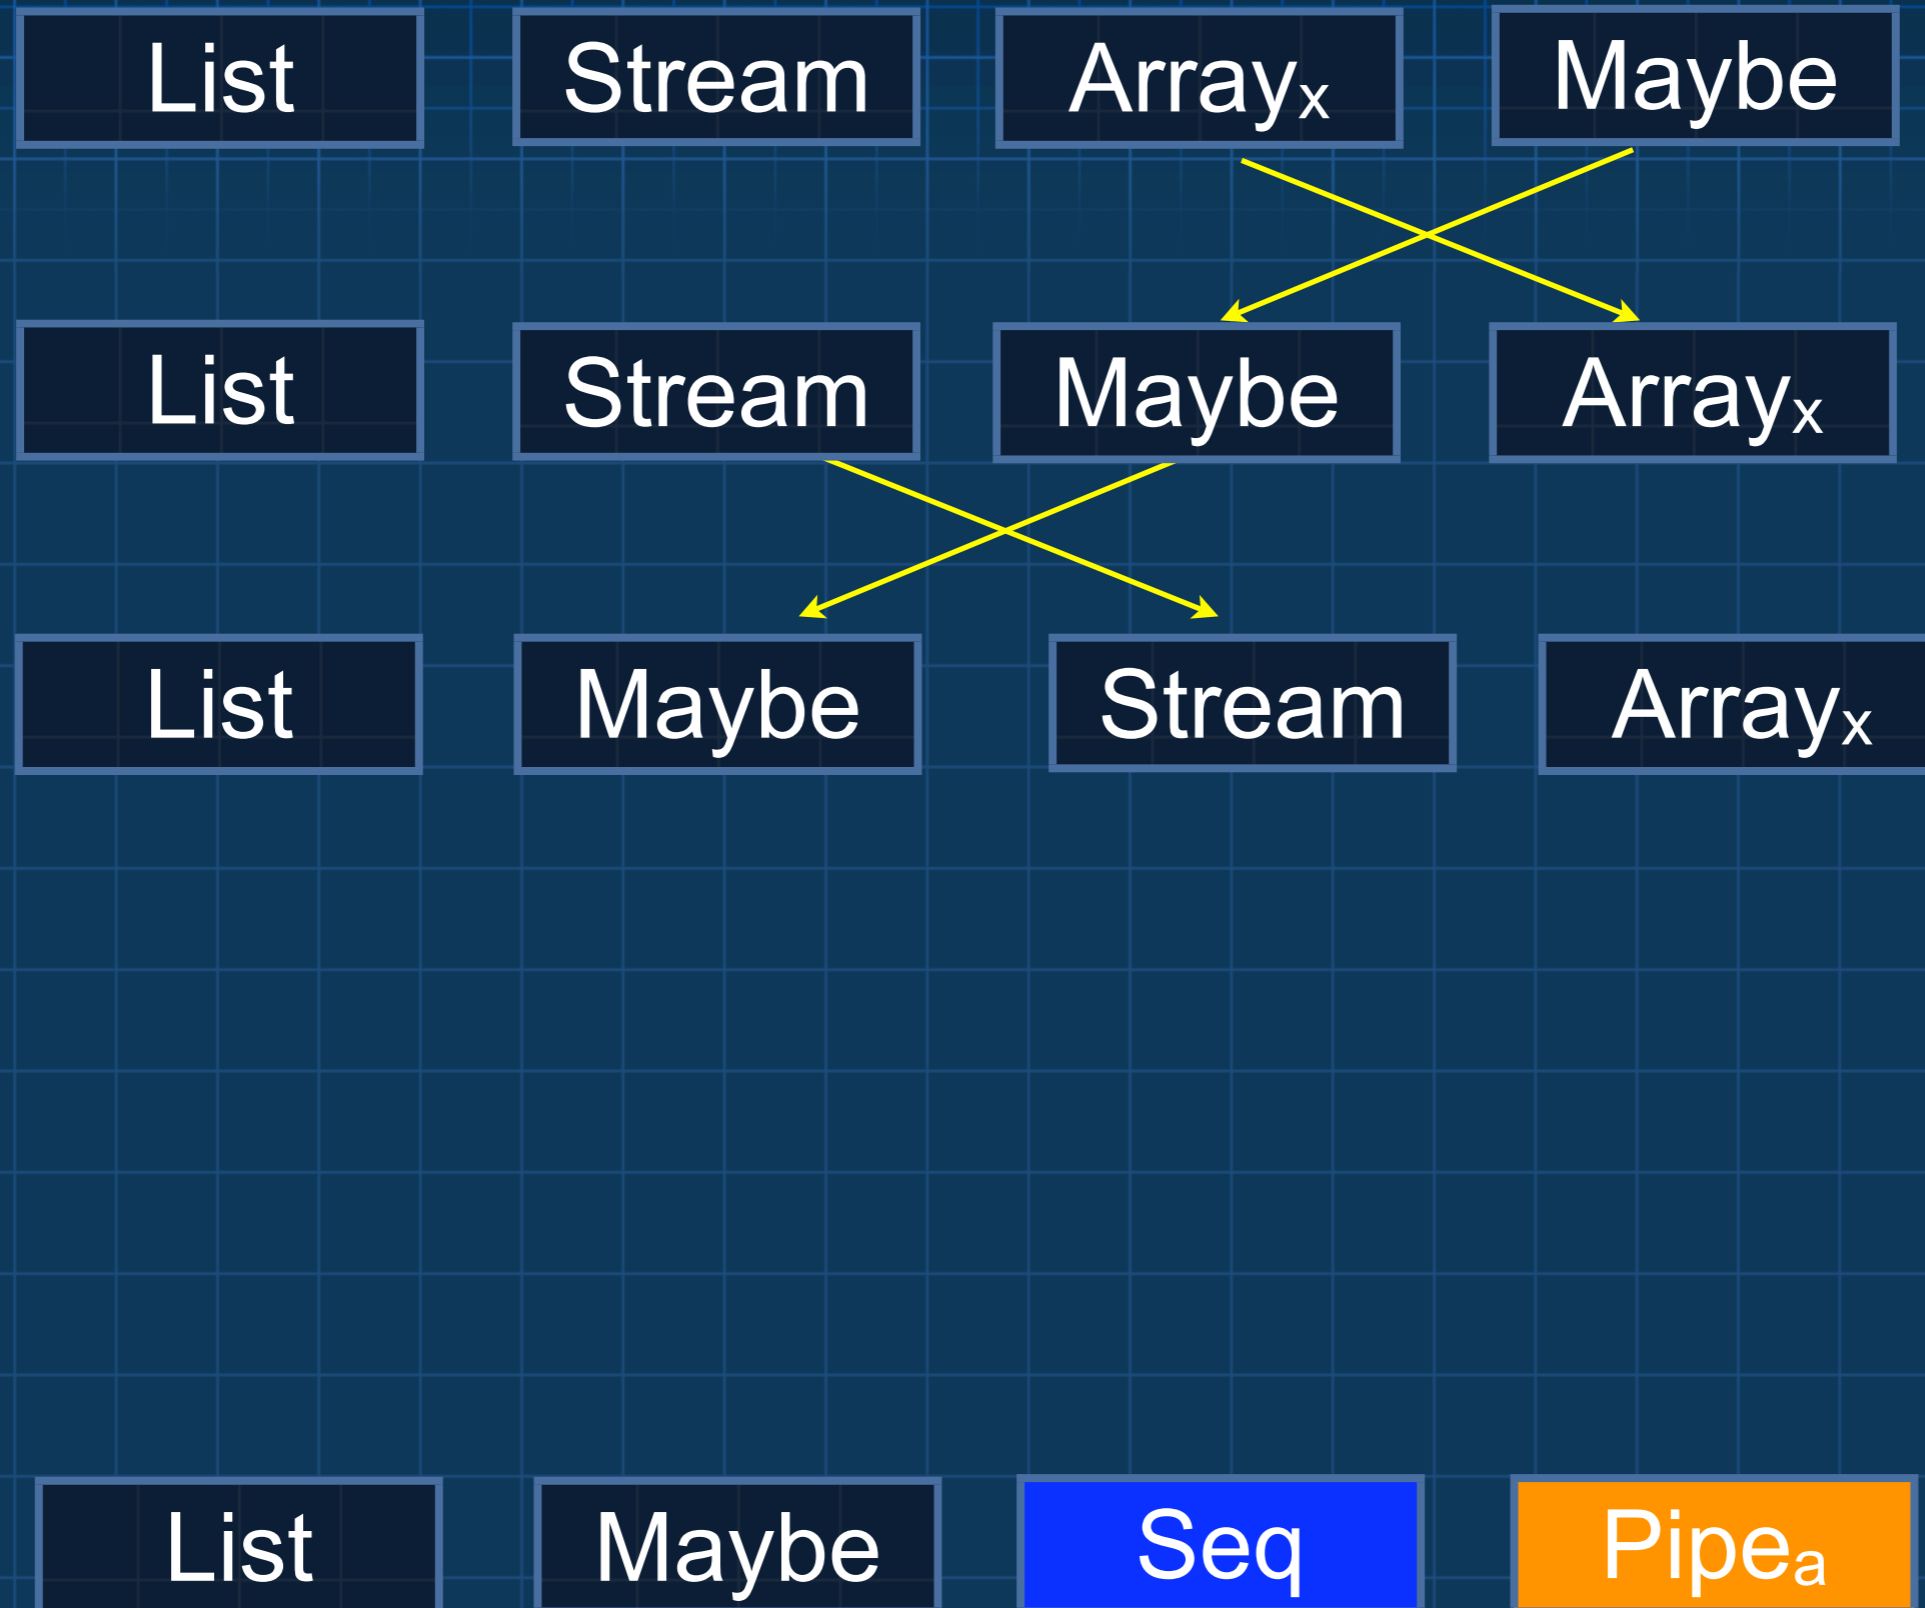 List Stream Arrayₓ Maybe
List Stream Maybe Arrayₓ
List Maybe Stream Arrayₓ
List Maybe Seq Pipeₐ